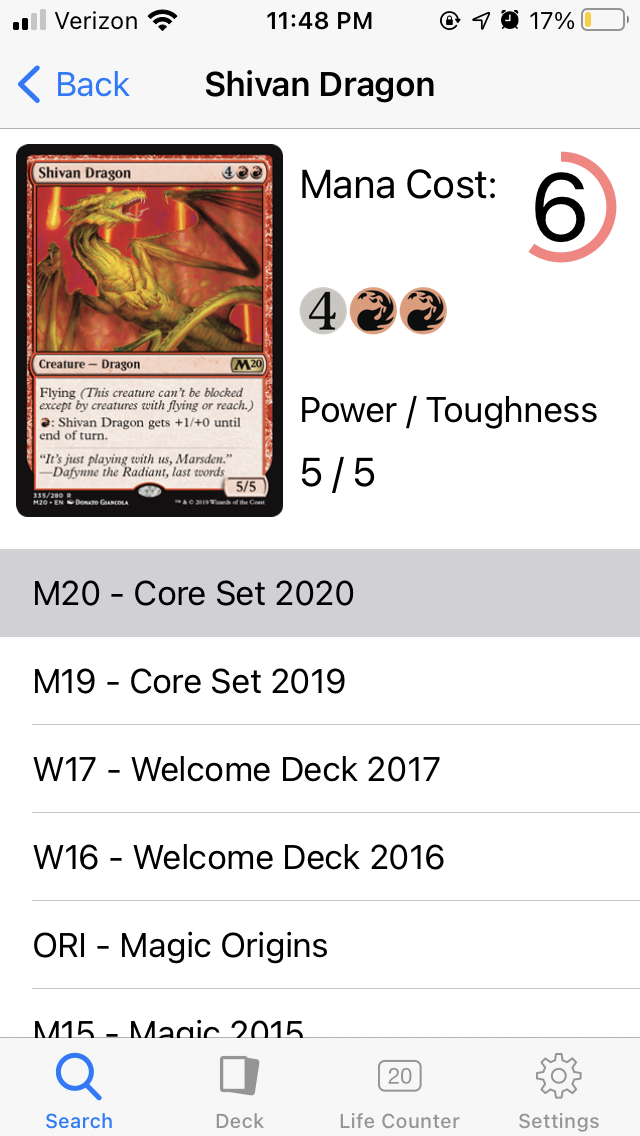 Verizon 11:48 PM 17%
Back Shivan Dragon
Shivan Dragon 4
Creature — Dragon M20
Flying (This creature can't be blocked
except by creatures with flying or reach.)
: Shivan Dragon gets +1/+0 until
end of turn.
"It's just playing with us, Marsden."
—Dafynne the Radiant, last words
5/5
335/280 R
M20 • EN DONATO GIANCOLA
™ & © 2019 Wizards of the Coast
Mana Cost: 6
4
Power / Toughness
5 / 5
M20 - Core Set 2020
M19 - Core Set 2019
W17 - Welcome Deck 2017
W16 - Welcome Deck 2016
ORI - Magic Origins
M15 - Magic 2015
20
Search Deck Life Counter Settings